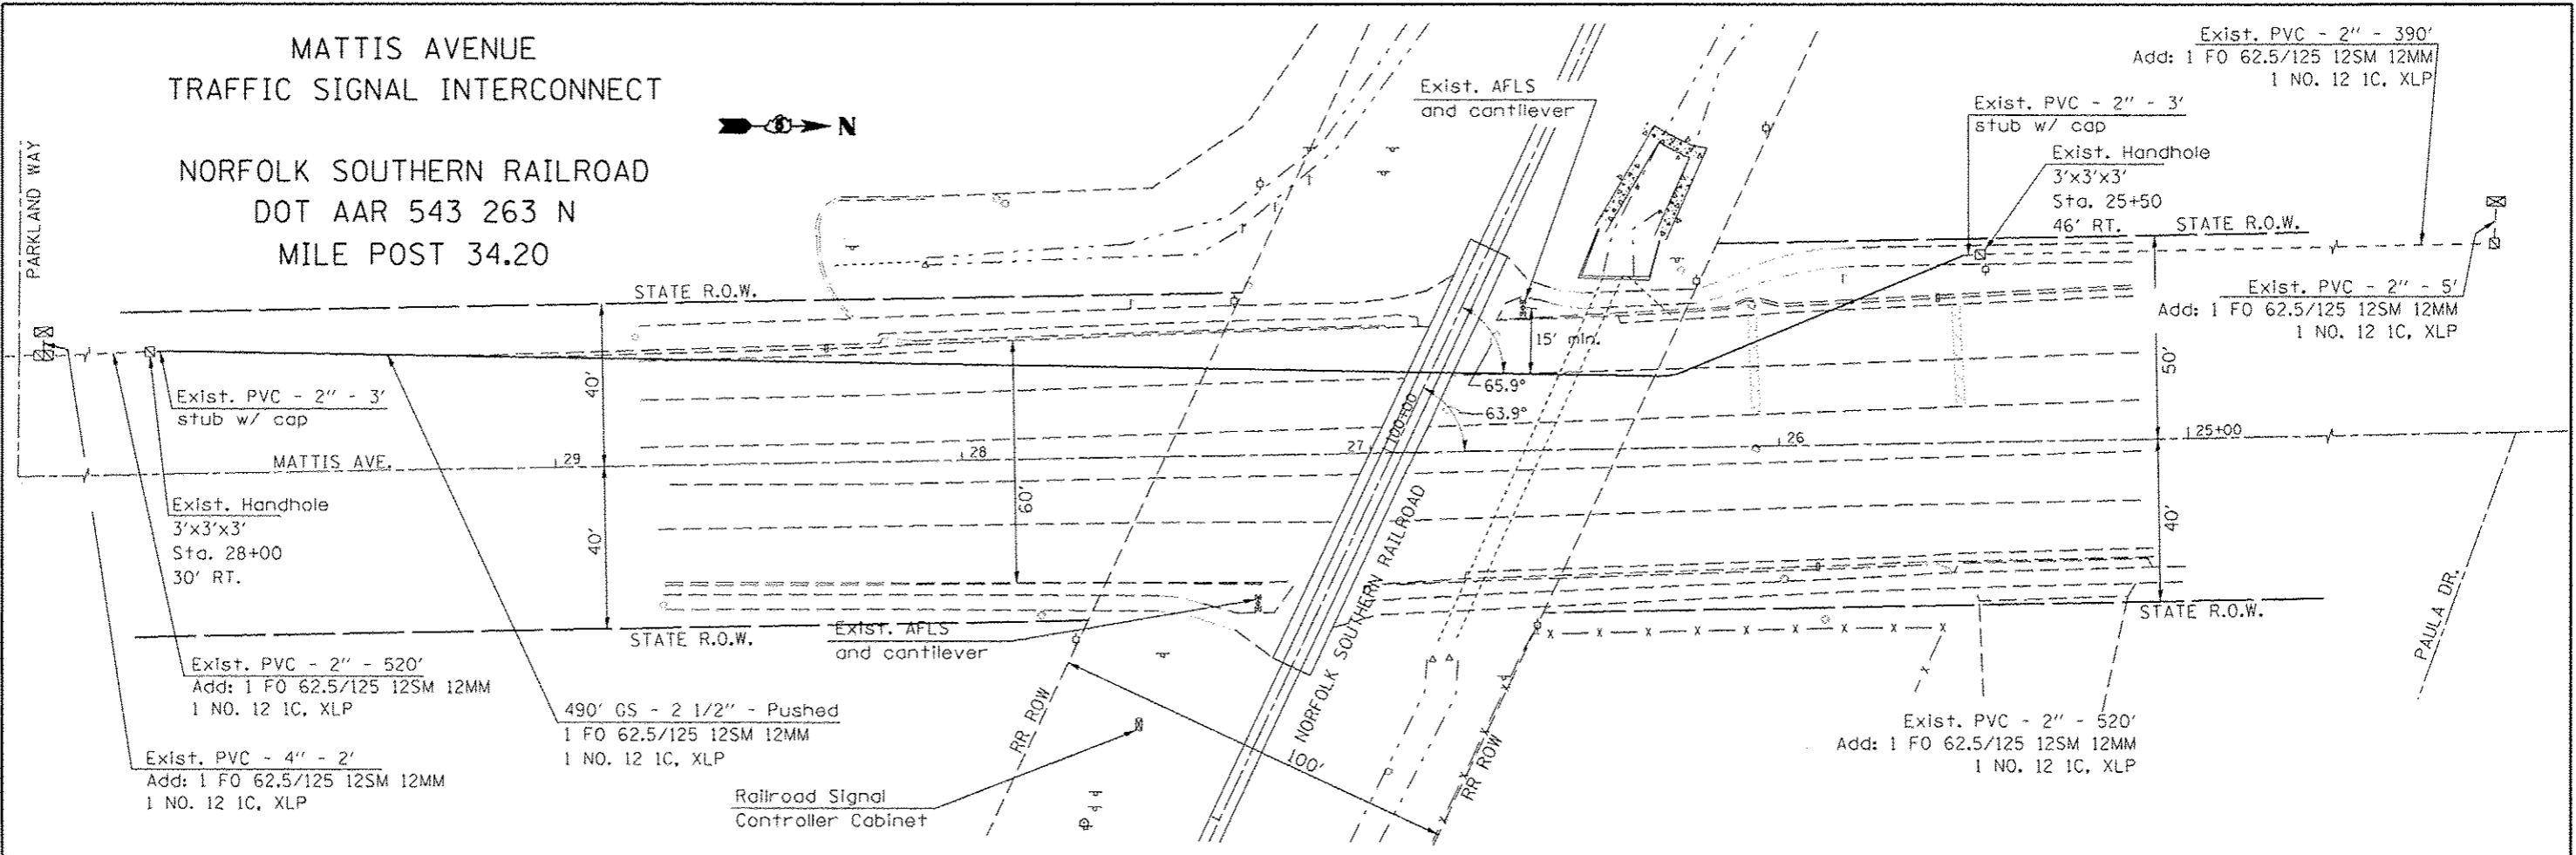 MATTIS AVENUE
TRAFFIC SIGNAL INTERCONNECT
N
NORFOLK SOUTHERN RAILROAD
DOT AAR 543 263 N
MILE POST 34.20
PARKLAND WAY
Exist. AFLS
and cantilever
Exist. PVC - 2" - 390'
Add: 1 FO 62.5/125 12SM 12MM
1 NO. 12 1C, XLP
Exist. PVC - 2" - 3'
stub w/ cap
Exist. Handhole
3'x3'x3'
Sta. 25+50
46' RT.
STATE R.O.W.
STATE R.O.W.
Exist. PVC - 2" - 5'
Add: 1 FO 62.5/125 12SM 12MM
1 NO. 12 1C, XLP
15' min.
40'
50'
65.9°
63.9°
Exist. PVC - 2" - 3'
stub w/ cap
MATTIS AVE.
29
28
27
100+00
26
25+00
Exist. Handhole
3'x3'x3'
Sta. 28+00
30' RT.
60'
40'
40'
NORFOLK SOUTHERN RAILROAD
STATE R.O.W.
Exist. AFLS
and cantilever
STATE R.O.W.
PAULA DR.
Exist. PVC - 2" - 520'
Add: 1 FO 62.5/125 12SM 12MM
1 NO. 12 1C, XLP
490' GS - 2 1/2" - Pushed
1 FO 62.5/125 12SM 12MM
1 NO. 12 1C, XLP
RR ROW
100'
RR ROW
Exist. PVC - 2" - 520'
Add: 1 FO 62.5/125 12SM 12MM
1 NO. 12 1C, XLP
Exist. PVC - 4" - 2'
Add: 1 FO 62.5/125 12SM 12MM
1 NO. 12 1C, XLP
Railroad Signal
Controller Cabinet